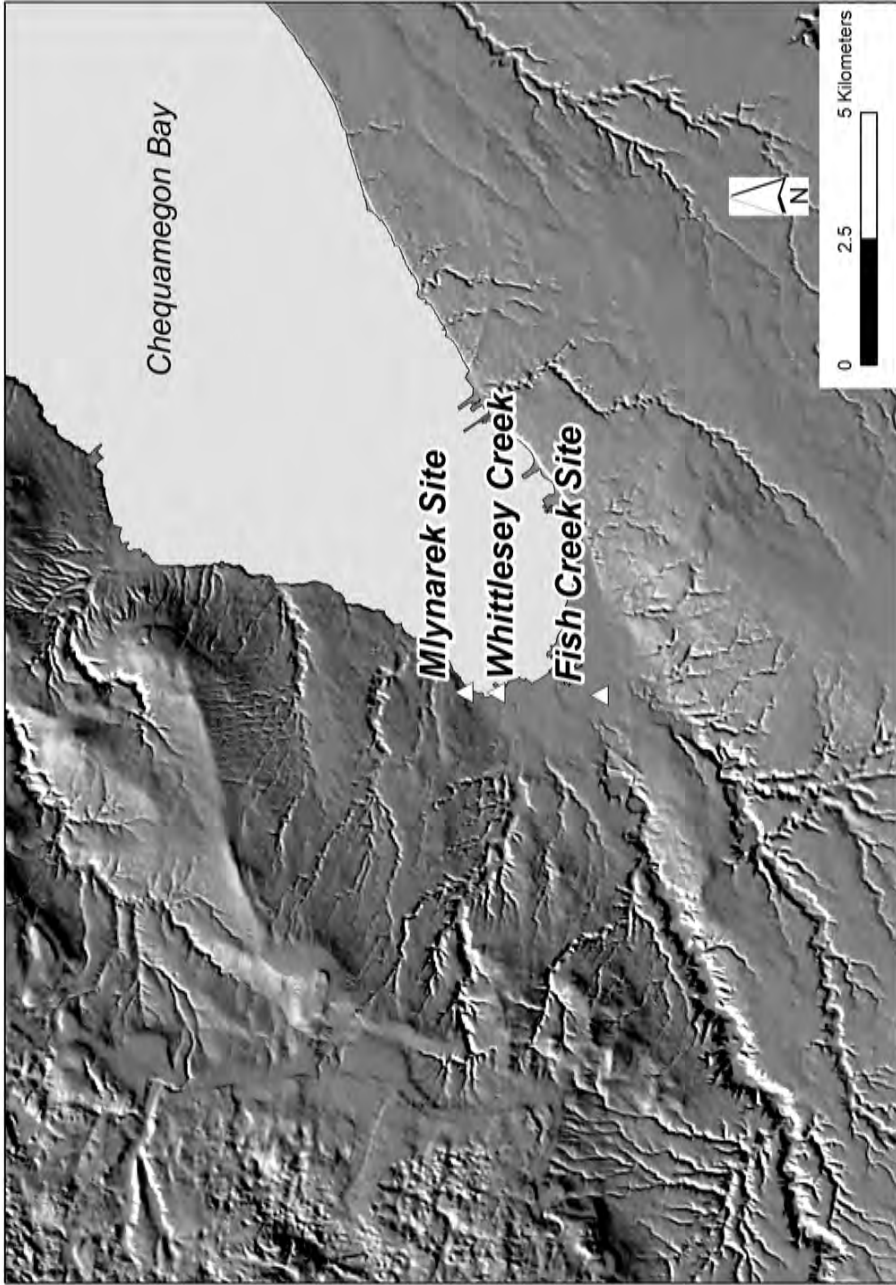 Chequamegon Bay
Mlynarek Site
Whittlesey Creek
Fish Creek Site
N
0 2.5 5 Kilometers